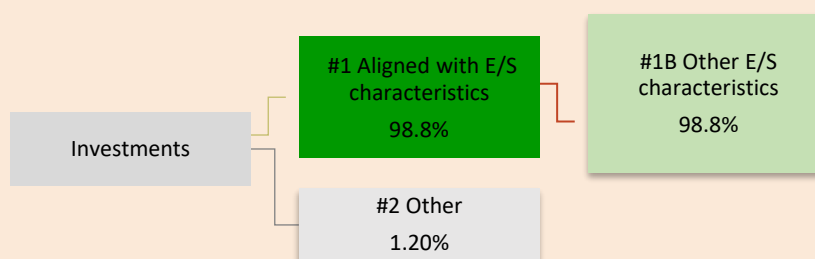 Investments
#1 Aligned with E/S
characteristics
98.8%
#1B Other E/S
characteristics
98.8%
#2 Other
1.20%